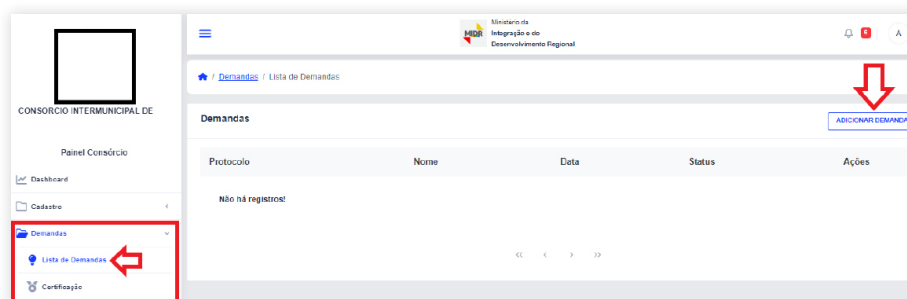 MIDR
Ministério da
Integração e do
Desenvolvimento Regional
6
A
Demandas / Lista de Demandas
CONSORCIO INTERMUNICIPAL DE
Demandas
ADICIONAR DEMANDA
Painel Consórcio
Protocolo Nome Data Status Ações
Dashboard
Não há registros!
Cadastro
Demandas
Lista de Demandas
Certificação